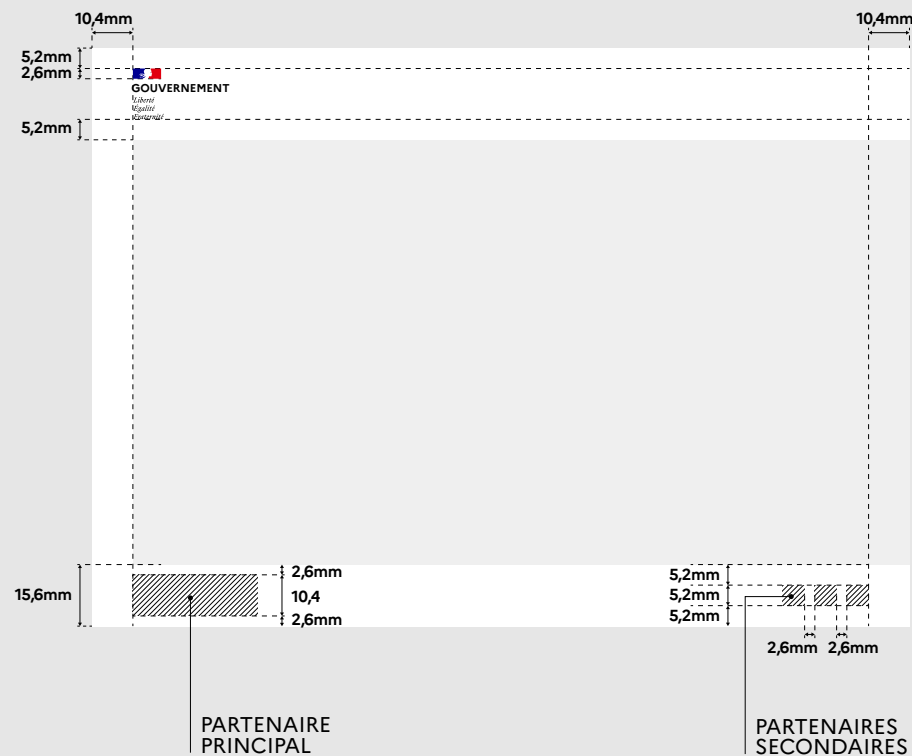 10,4mm
10,4mm
5,2mm
2,6mm
GOUVERNEMENT
Liberté
Égalité
Fraternité
5,2mm
2,6mm
5,2mm
15,6mm
10,4
5,2mm
2,6mm
5,2mm
2,6mm
2,6mm
PARTENAIRE
PRINCIPAL
PARTENAIRES
SECONDAIRES